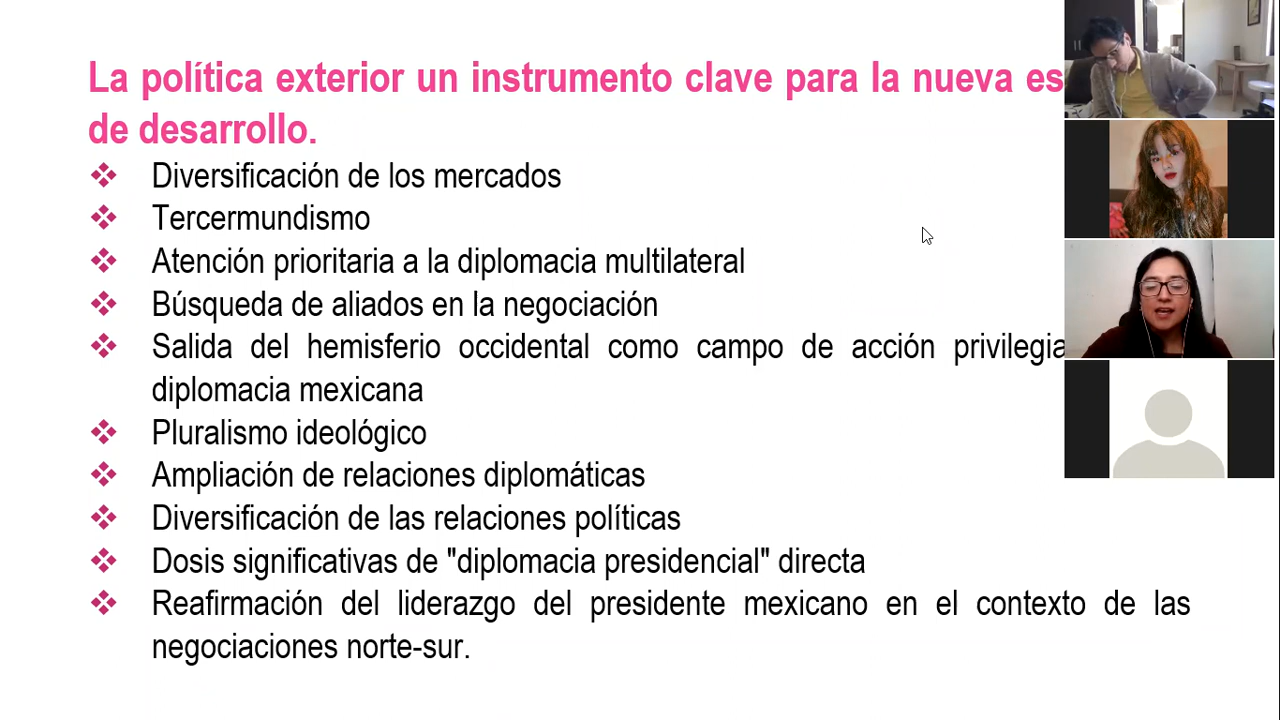 La política exterior un instrumento clave para la nueva es
de desarrollo.
❖ Diversificación de los mercados
❖ Tercermundismo
❖ Atención prioritaria a la diplomacia multilateral
❖ Búsqueda de aliados en la negociación
❖ Salida del hemisferio occidental como campo de acción privilegia
diplomacia mexicana
❖ Pluralismo ideológico
❖ Ampliación de relaciones diplomáticas
❖ Diversificación de las relaciones políticas
❖ Dosis significativas de "diplomacia presidencial" directa
❖ Reafirmación del liderazgo del presidente mexicano en el contexto de las
negociaciones norte-sur.